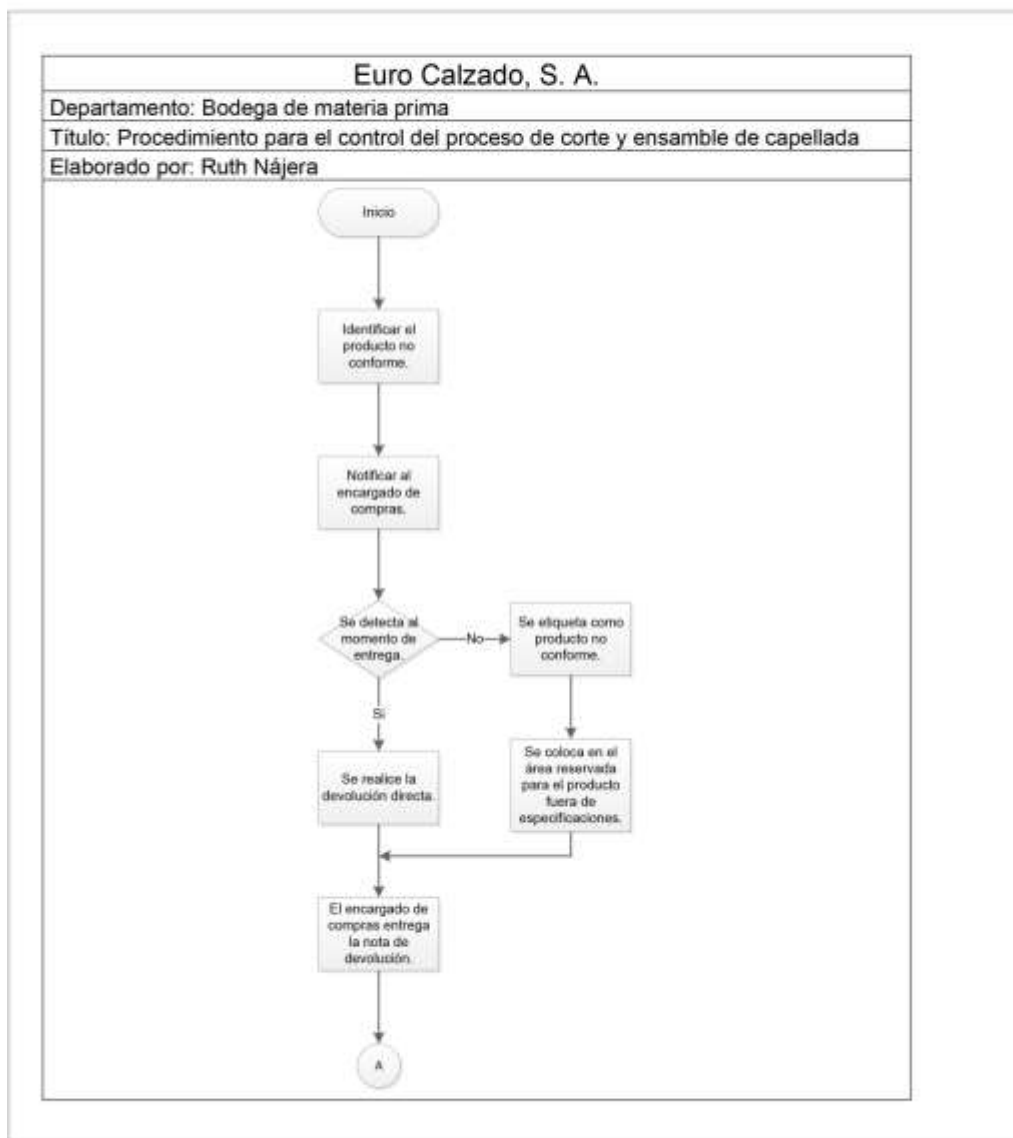 Euro Calzado, S. A.
Departamento: Bodega de materia prima
Título: Procedimiento para el control del proceso de corte y ensamble de capellada
Elaborado por: Ruth Nájera
Inicio
Identificar el
producto no
conforme.
Notificar al
encargado de
compras.
Se detecta al
momento de
entrega.
No
Se etiqueta como
producto no
conforme.
Sí
Se realice la
devolución directa.
Se coloca en el
área reservada
para el producto
fuera de
especificaciones.
El encargado de
compras entrega
la nota de
devolución.
A